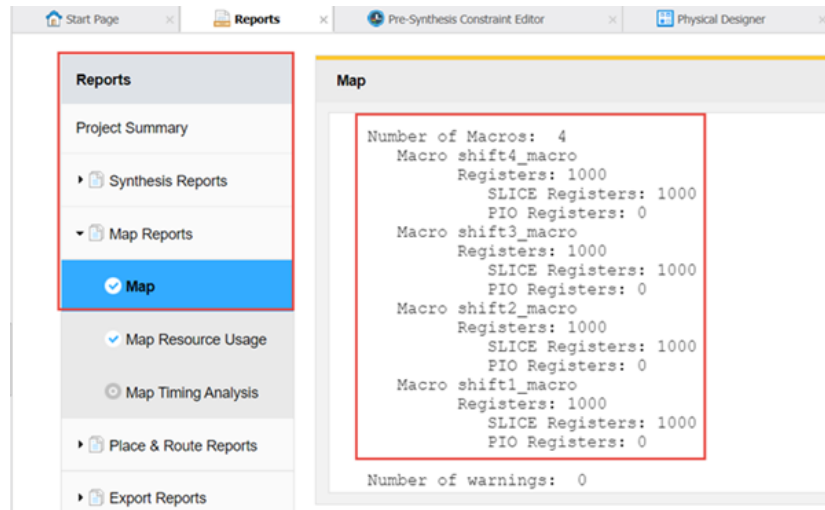 Start Page
Reports
Pre-Synthesis Constraint Editor
Physical Designer
Reports
Project Summary
Synthesis Reports
Map Reports
Map
Map Resource Usage
Map Timing Analysis
Place & Route Reports
Export Reports
Map
Number of Macros: 4
Macro shift4_macro
Registers: 1000
SLICE Registers: 1000
PIO Registers: 0
Macro shift3_macro
Registers: 1000
SLICE Registers: 1000
PIO Registers: 0
Macro shift2_macro
Registers: 1000
SLICE Registers: 1000
PIO Registers: 0
Macro shift1_macro
Registers: 1000
SLICE Registers: 1000
PIO Registers: 0
Number of warnings: 0